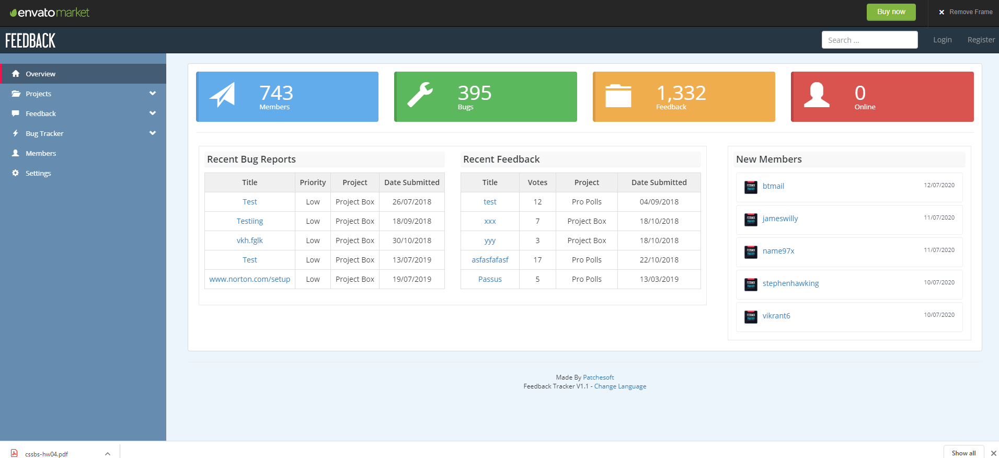 envato market
Buy now
Remove Frame
FEEDBACK
Search ...
Login
Register
Overview
Projects
Feedback
Bug Tracker
Members
Settings
743
Members
395
Bugs
1,332
Feedback
0
Online
Recent Bug Reports
Title Priority Project Date Submitted
Test Low Project Box 26/07/2018
Testiing Low Project Box 18/09/2018
vkh.fglk Low Project Box 30/10/2018
Test Low Project Box 13/07/2019
www.norton.com/setup Low Project Box 19/07/2019
Recent Feedback
Title Votes Project Date Submitted
test 12 Pro Polls 04/09/2018
xxx 7 Project Box 18/10/2018
yyy 3 Project Box 18/10/2018
asfasfafasf 17 Pro Polls 22/10/2018
Passus 5 Pro Polls 13/03/2019
New Members
btmail 12/07/2020
jameswilly 11/07/2020
name97x 11/07/2020
stephenhawking 10/07/2020
vikrant6 10/07/2020
Made By Patchesoft
Feedback Tracker V1.1 - Change Language
cssbs-hw04.pdf
Show all